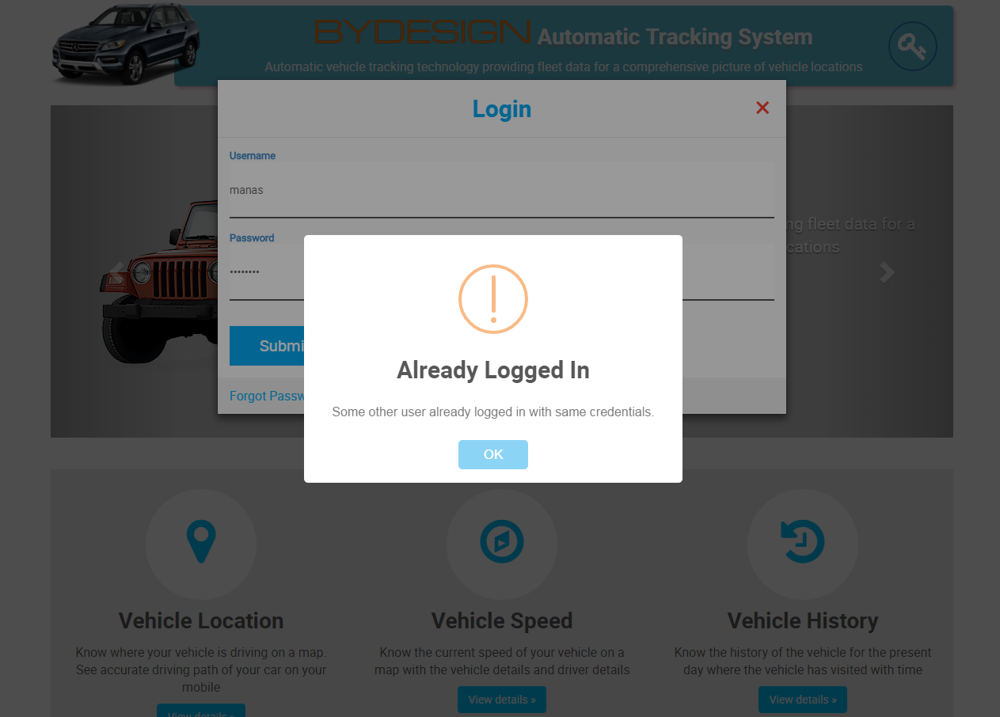 BYDESIGN Automatic Tracking System
Automatic vehicle tracking technology providing fleet data for a comprehensive picture of vehicle locations
Login
Username
manas
Password
••••••••
ng fleet data for a
cations
Submi
Forgot Passw
Already Logged In
Some other user already logged in with same credentials.
OK
Vehicle Location
Know where your vehicle is driving on a map.
See accurate driving path of your car on your
mobile
View details »
Vehicle Speed
Know the current speed of your vehicle on a
map with the vehicle details and driver details
View details »
Vehicle History
Know the history of the vehicle for the present
day where the vehicle has visited with time
View details »